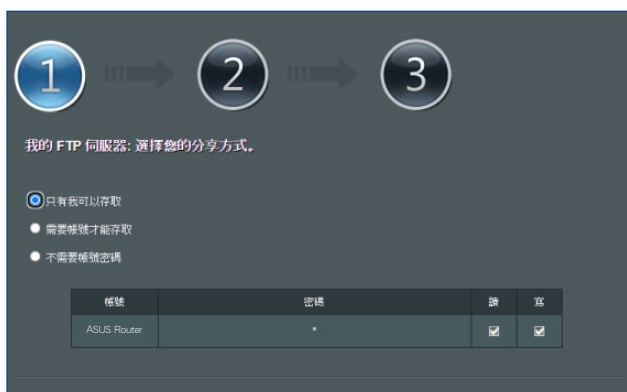 1 2 3
我的 FTP 伺服器: 選擇您的分享方式。
只有我可以存取
需要帳號才能存取
不需要帳號密碼
帳號 密碼 讀 寫
ASUS Router *